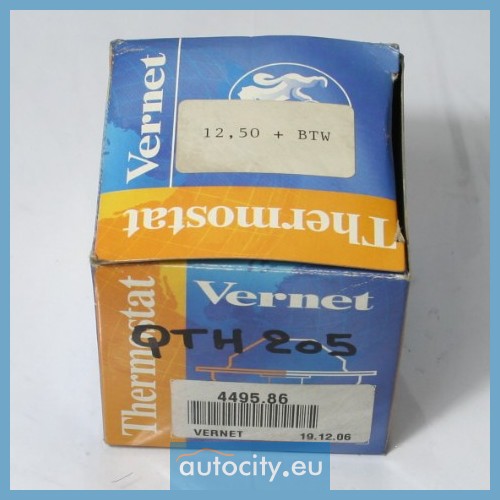 Vernet
12,50 + BTW
Thermostat
Thermostat
Vernet
QTH 205
4495.86
VERNET 19.12.06
autocity.eu